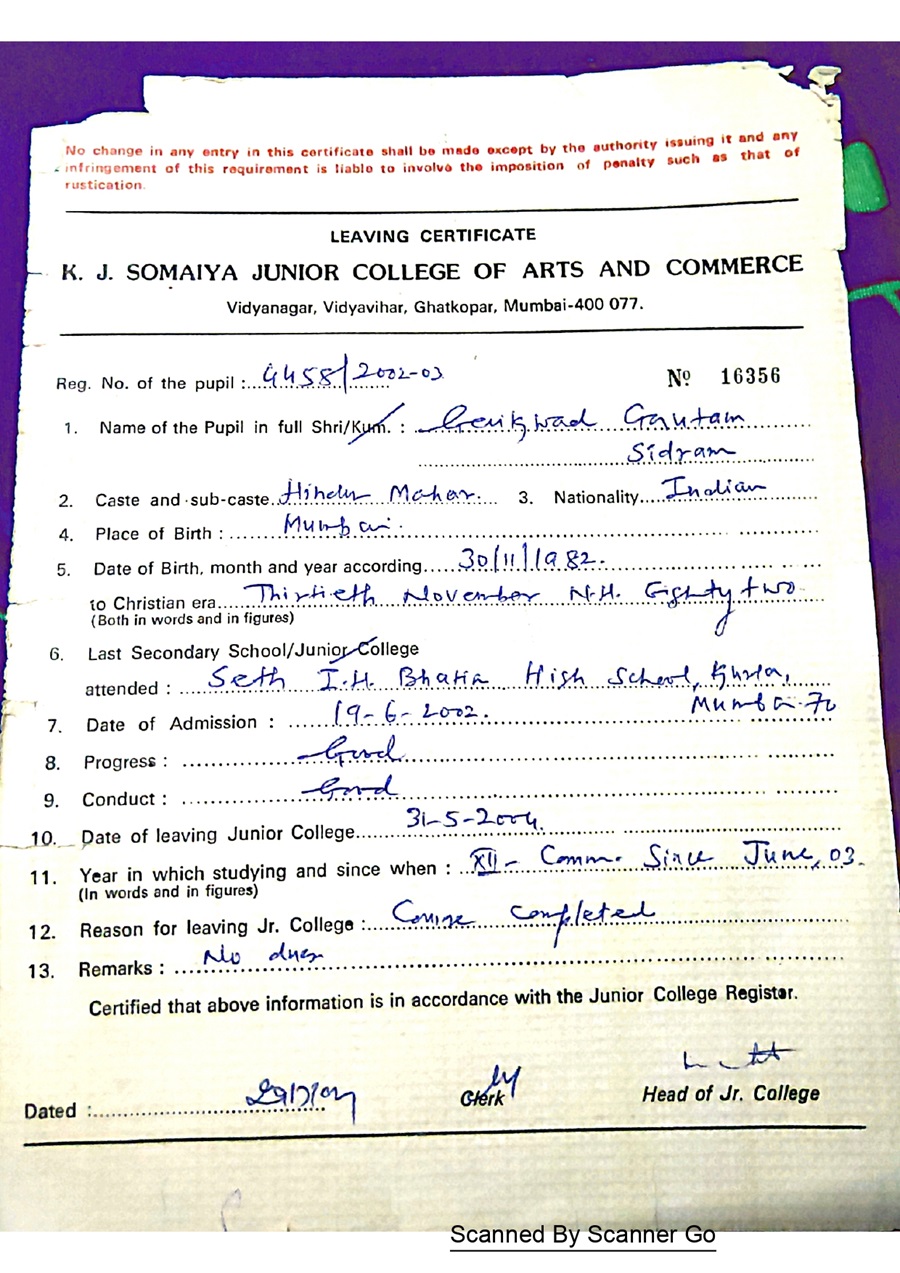 No change in any entry in this certificate shall be made except by the authority issuing it and any
infringement of this requirement is liable to involve the imposition of penalty such as that of
rustication.
LEAVING CERTIFICATE
K. J. SOMAIYA JUNIOR COLLEGE OF ARTS AND COMMERCE
Vidyanagar, Vidyavihar, Ghatkopar, Mumbai-400 077.
Reg. No. of the pupil : 4458/2002-03 No 16356
1. Name of the Pupil in full Shri/Kum. : Gaikwad Gautam
Sidram
2. Caste and sub-caste Hindu Mahar. 3. Nationality Indian
4. Place of Birth : Mumbai.
5. Date of Birth, month and year according 30/11/1982.
to Christian era Thirtieth November N.H. Eighty two
(Both in words and in figures)
6. Last Secondary School/Junior College
attended : Seth I.H. Bhatia High School, Kurla,
Mumbai-70
7. Date of Admission : 19-6-2002.
8. Progress : Good
9. Conduct : Good
10. Date of leaving Junior College 31-5-2004.
11. Year in which studying and since when : XII - Comm. Since June, 03.
(In words and in figures)
12. Reason for leaving Jr. College : Course completed
13. Remarks : No dues
Certified that above information is in accordance with the Junior College Register.
Dated :
Clerk
Head of Jr. College
Scanned By Scanner Go